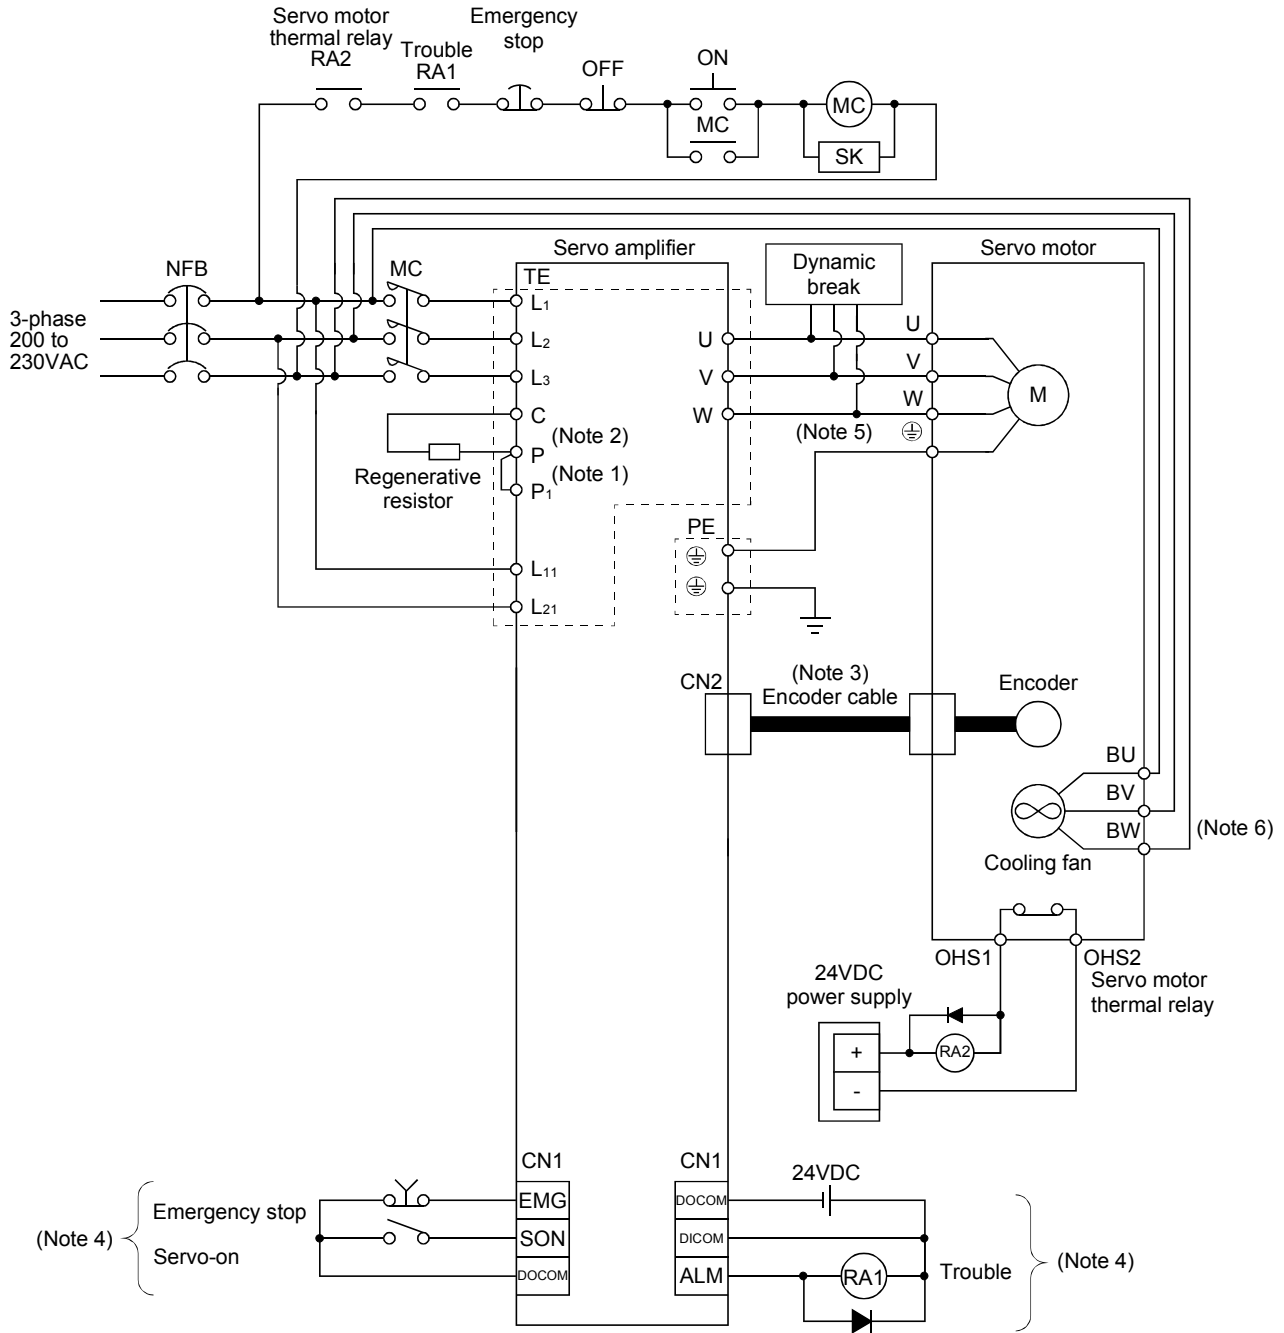 Servo motor
thermal relay
RA2
Trouble
RA1
Emergency
stop
OFF
ON
MC
MC
SK
NFB
MC
3-phase
200 to
230VAC
Servo amplifier
TE
L1
L2
L3
C
P
P1
(Note 2)
(Note 1)
Regenerative
resistor
L11
L21
U
V
W
PE
Dynamic
break
Servo motor
U
V
W
(Note 5)
M
CN2
(Note 3)
Encoder cable
Encoder
BU
BV
BW
(Note 6)
Cooling fan
OHS1
OHS2
Servo motor
thermal relay
24VDC
power supply
+
-
RA2
CN1
EMG
SON
DOCOM
(Note 4)
Emergency stop
Servo-on
CN1
DOCOM
DICOM
ALM
24VDC
RA1
Trouble
(Note 4)